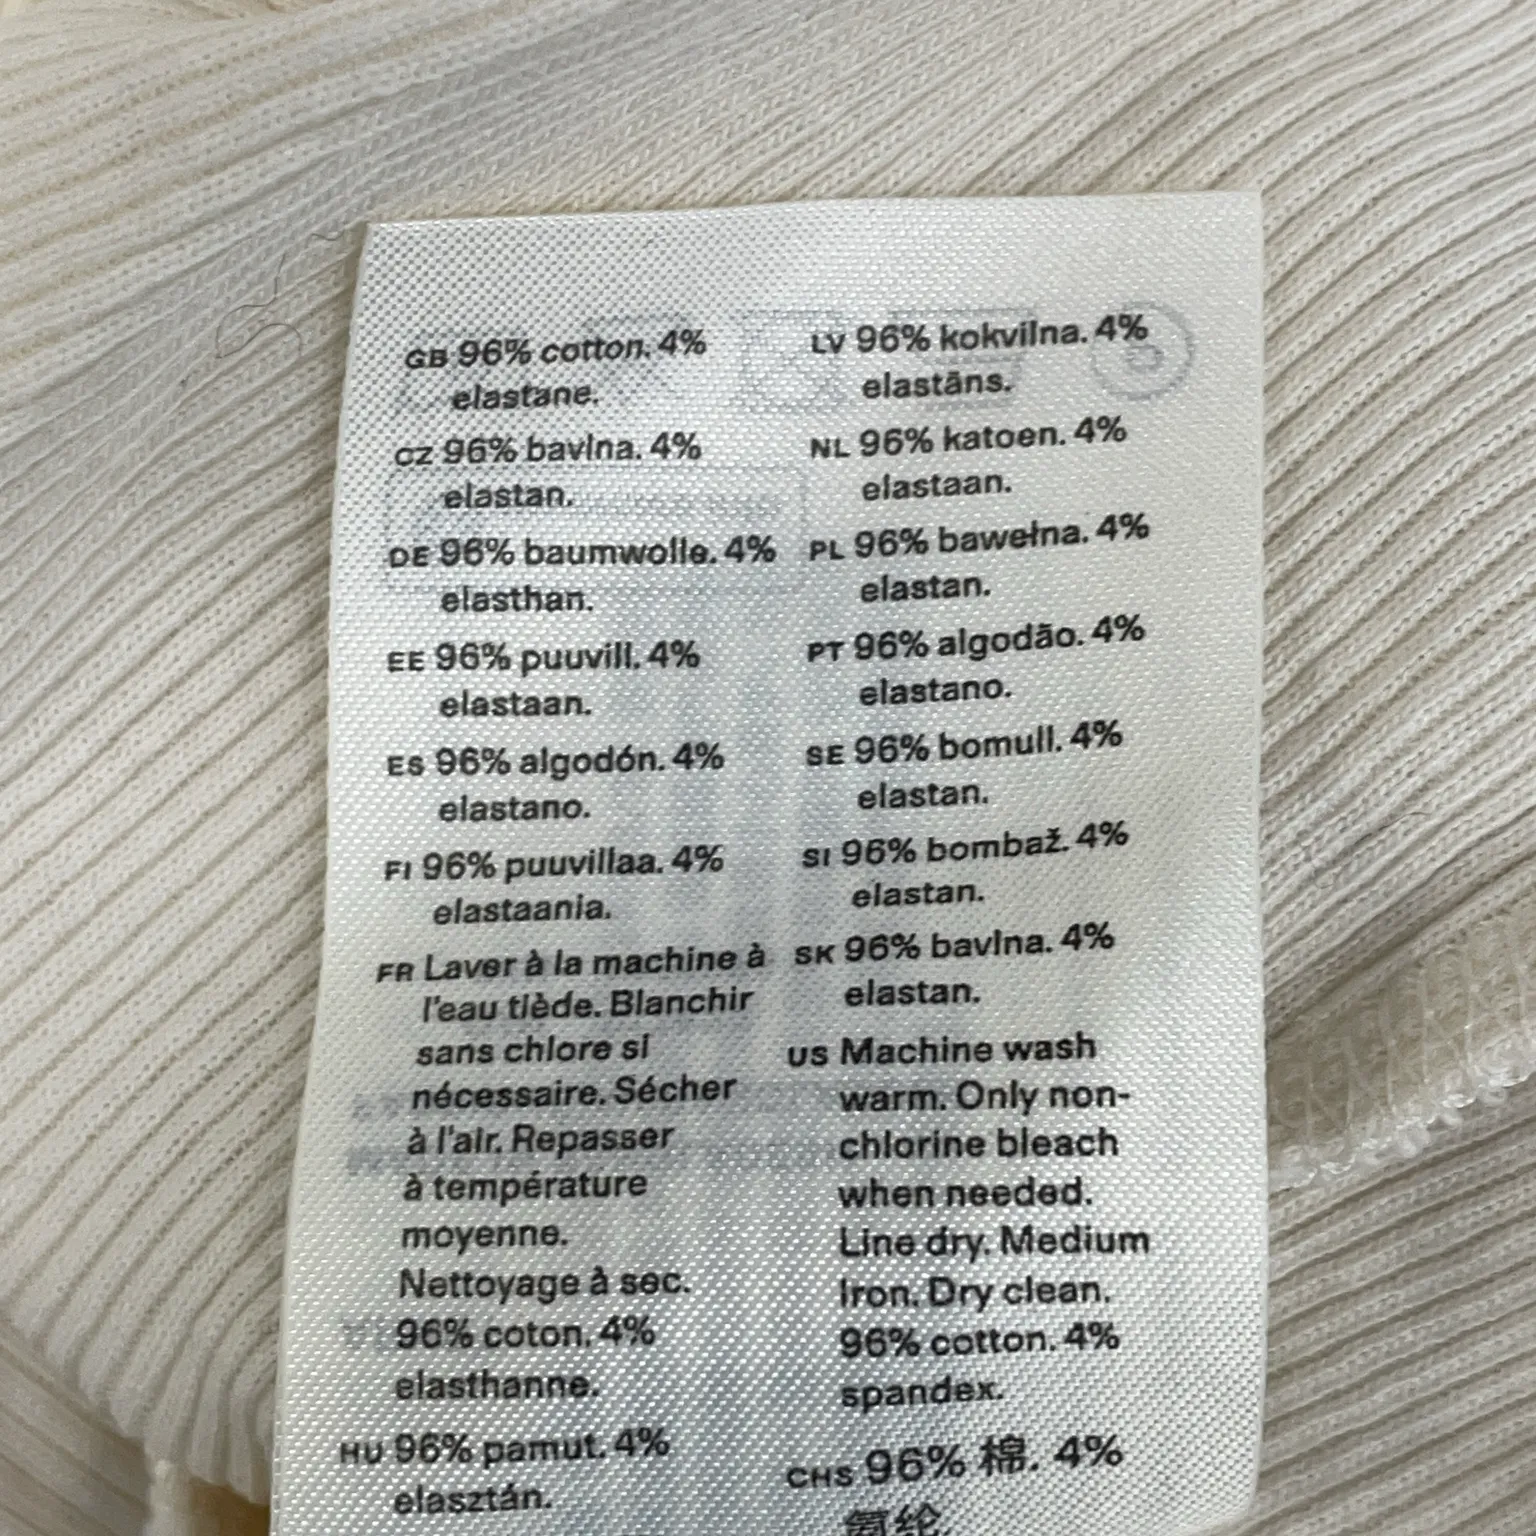 GB 96% cotton. 4%
elastane.
CZ 96% bavlna. 4%
elastan.
DE 96% baumwolle. 4%
elasthan.
EE 96% puuvill. 4%
elastaan.
ES 96% algodón. 4%
elastano.
FI 96% puuvillaa. 4%
elastaania.
FR Laver à la machine à
l'eau tiède. Blanchir
sans chlore si
nécessaire. Sécher
à l'air. Repasser
à température
moyenne.
Nettoyage à sec.
96% coton. 4%
elasthanne.
HU 96% pamut. 4%
elasztán.
LV 96% kokvilna. 4%
elastāns.
NL 96% katoen. 4%
elastaan.
PL 96% bawełna. 4%
elastan.
PT 96% algodão. 4%
elastano.
SE 96% bomull. 4%
elastan.
SI 96% bombaž. 4%
elastan.
SK 96% bavlna. 4%
elastan.
US Machine wash
warm. Only non-
chlorine bleach
when needed.
Line dry. Medium
Iron. Dry clean.
96% cotton. 4%
spandex.
CHS 96% 棉. 4%
氨纶